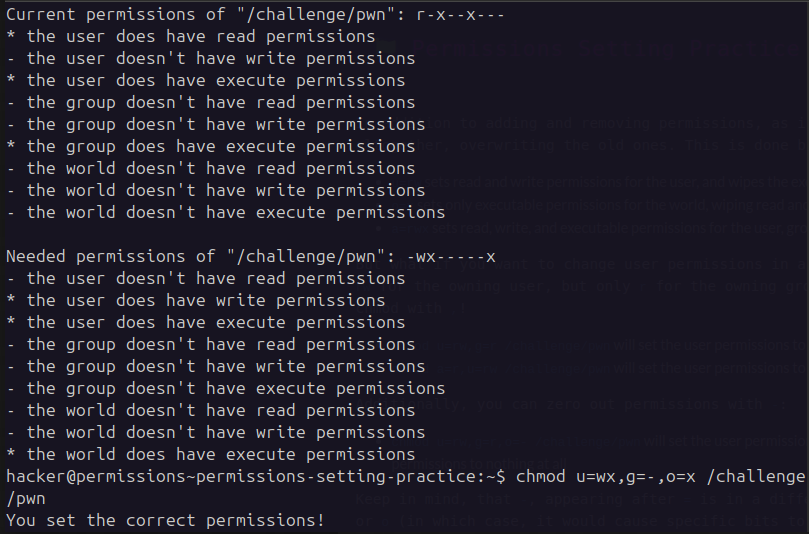 Current permissions of "/challenge/pwn": r-x--x---
* the user does have read permissions
- the user doesn't have write permissions
* the user does have execute permissions
- the group doesn't have read permissions
- the group doesn't have write permissions
* the group does have execute permissions
- the world doesn't have read permissions
- the world doesn't have write permissions
- the world doesn't have execute permissions

Needed permissions of "/challenge/pwn": -wx-----x
- the user doesn't have read permissions
* the user does have write permissions
* the user does have execute permissions
- the group doesn't have read permissions
- the group doesn't have write permissions
- the group doesn't have execute permissions
- the world doesn't have read permissions
- the world doesn't have write permissions
* the world does have execute permissions
hacker@permissions~permissions-setting-practice:~$ chmod u=wx,g=-,o=x /challenge
/pwn
You set the correct permissions!